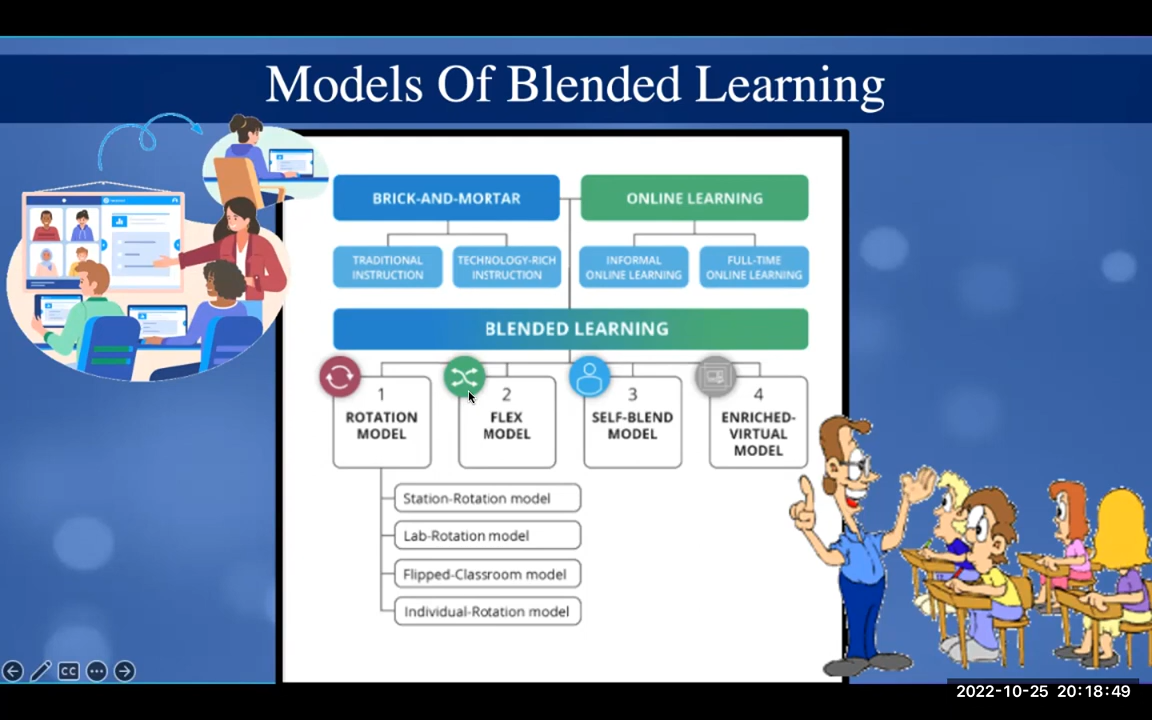 Models Of Blended Learning
BRICK-AND-MORTAR
ONLINE LEARNING
TRADITIONAL
INSTRUCTION
TECHNOLOGY-RICH
INSTRUCTION
INFORMAL
ONLINE LEARNING
FULL-TIME
ONLINE LEARNING
BLENDED LEARNING
1
ROTATION
MODEL
2
FLEX
MODEL
3
SELF-BLEND
MODEL
4
ENRICHED-
VIRTUAL
MODEL
Station-Rotation model
Lab-Rotation model
Flipped-Classroom model
Individual-Rotation model
CC
2022-10-25 20:18:49